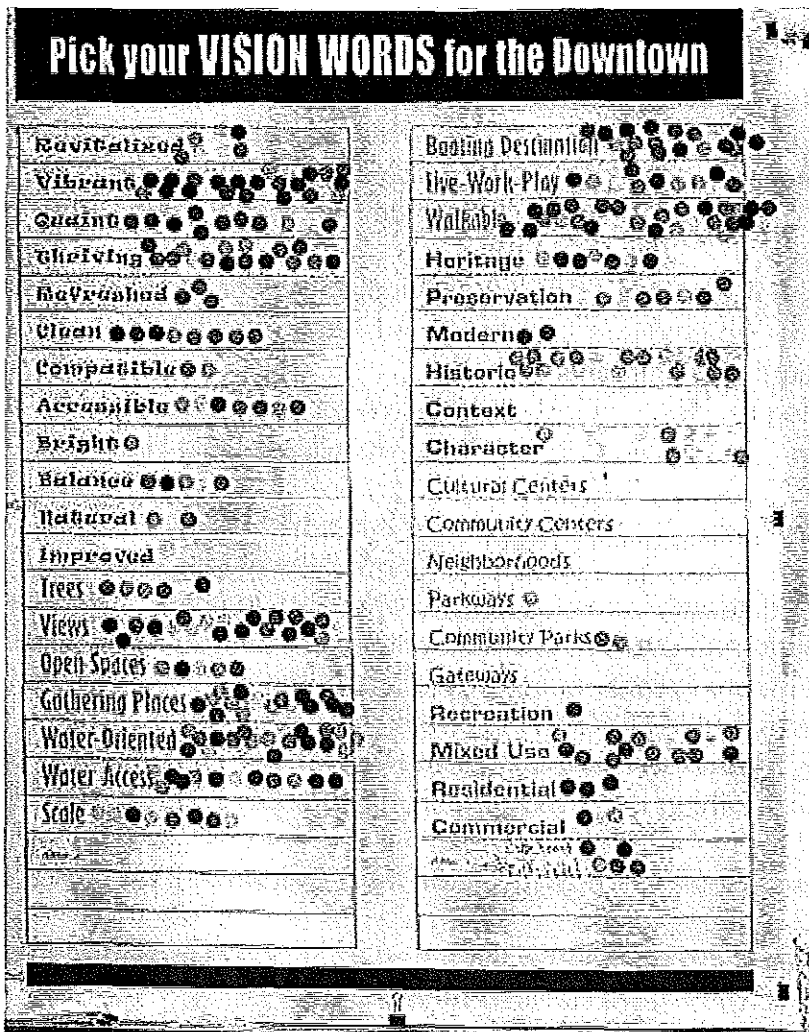 Pick your VISION WORDS for the Downtown
Revitalized
Vibrant
Quaint
Thriving
Refreshed
Clean
Compatible
Accessible
Bright
Balance
Natural
Improved
Trees
Views
Open Spaces
Gathering Places
Water-Oriented
Water Access
Scale
Boating Destination
Live-Work-Play
Walkable
Heritage
Preservation
Modern
Historic
Context
Character
Cultural Centers
Community Centers
Neighborhoods
Parkways
Community Parks
Gateways
Recreation
Mixed Use
Residential
Commercial